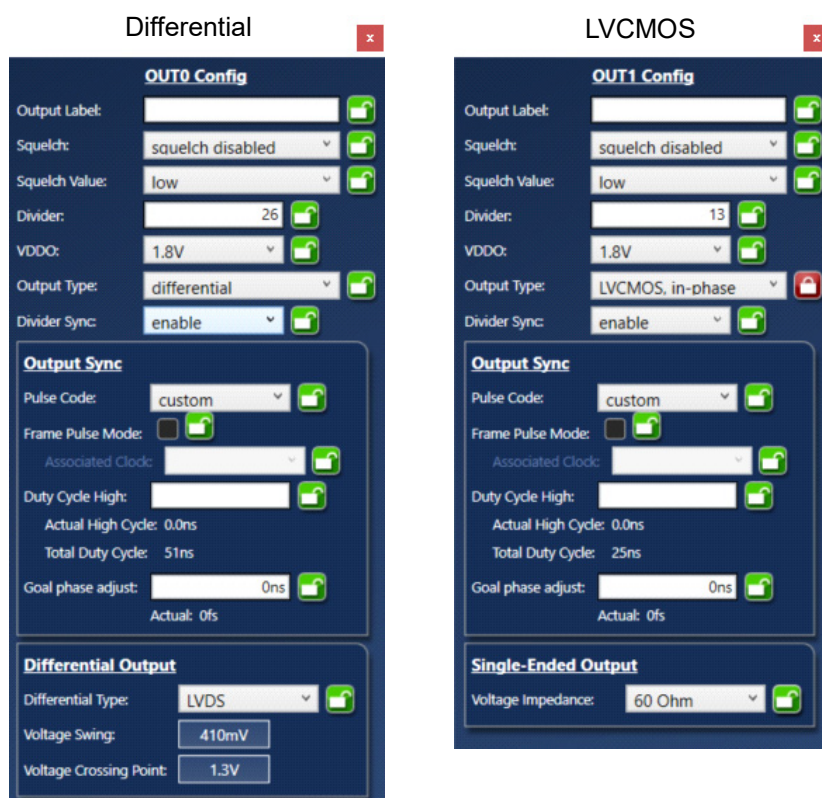 Differential
x
OUT0 Config
Output Label:
Squelch: squelch disabled
Squelch Value: low
Divider: 26
VDDO: 1.8V
Output Type: differential
Divider Sync: enable
Output Sync
Pulse Code: custom
Frame Pulse Mode:
Associated Clock:
Duty Cycle High:
Actual High Cycle: 0.0ns
Total Duty Cycle: 51ns
Goal phase adjust: 0ns
Actual: 0fs
Differential Output
Differential Type: LVDS
Voltage Swing: 410mV
Voltage Crossing Point: 1.3V
LVCMOS
x
OUT1 Config
Output Label:
Squelch: squelch disabled
Squelch Value: low
Divider: 13
VDDO: 1.8V
Output Type: LVCMOS, in-phase
Divider Sync: enable
Output Sync
Pulse Code: custom
Frame Pulse Mode:
Associated Clock:
Duty Cycle High:
Actual High Cycle: 0.0ns
Total Duty Cycle: 25ns
Goal phase adjust: 0ns
Actual: 0fs
Single-Ended Output
Voltage Impedance: 60 Ohm